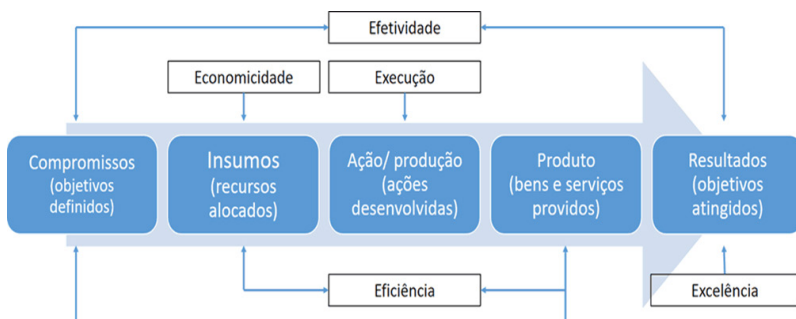 Efetividade
Economicidade
Execução
Compromissos
(objetivos
definidos)
Insumos
(recursos
alocados)
Ação/ produção
(ações
desenvolvidas)
Produto
(bens e serviços
providos)
Resultados
(objetivos
atingidos)
Eficiência
Excelência